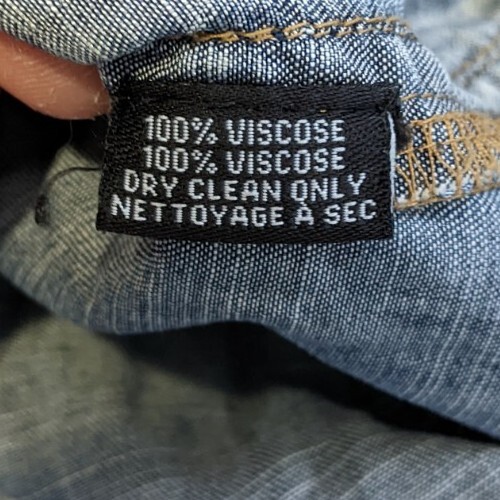 100% VISCOSE
100% VISCOSE
DRY CLEAN ONLY
NETTOYAGE À SEC